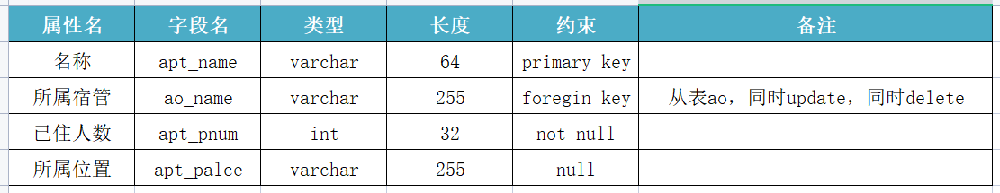 属性名 字段名 类型 长度 约束 备注
名称 apt_name varchar 64 primary key
所属宿管 ao_name varchar 255 foregin key 从表ao，同时update，同时delete
已住人数 apt_pnum int 32 not null
所属位置 apt_palce varchar 255 null